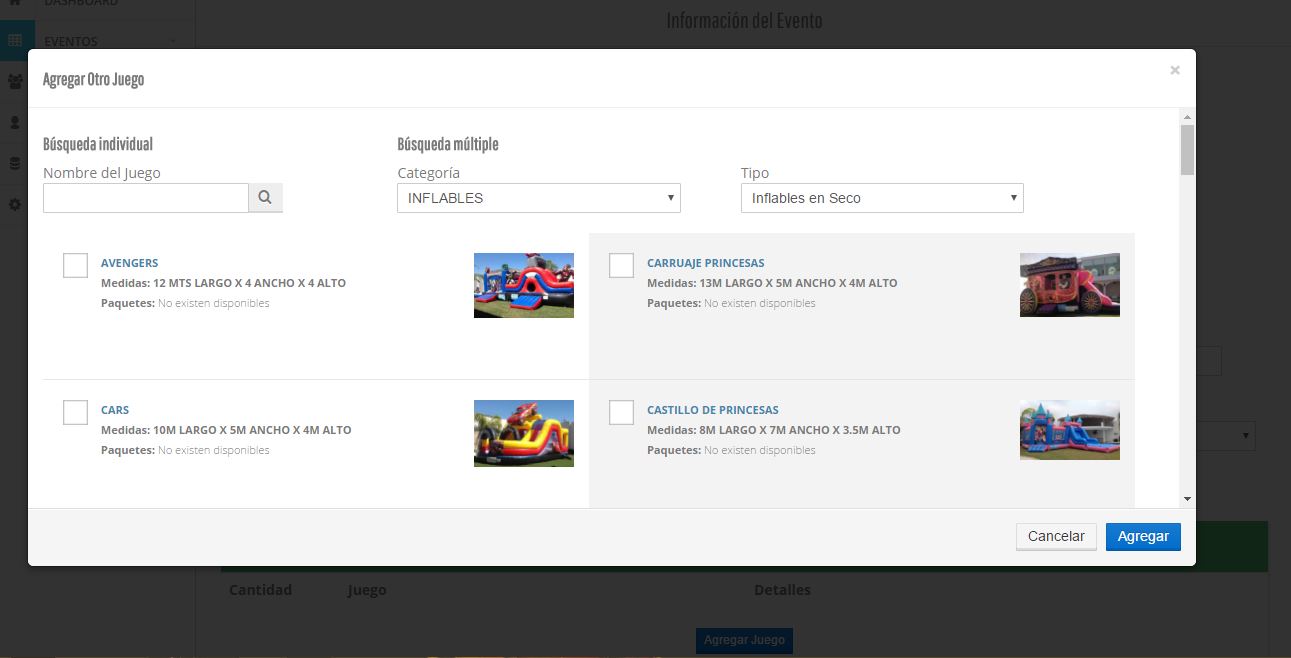 DASHBOARD
EVENTOS
Información del Evento
Agregar Otro Juego
×
Búsqueda individual
Búsqueda múltiple
Nombre del Juego
Categoría
Tipo
INFLABLES
Inflables en Seco
AVENGERS
Medidas: 12 MTS LARGO X 4 ANCHO X 4 ALTO
Paquetes: No existen disponibles
CARRUAJE PRINCESAS
Medidas: 13M LARGO X 5M ANCHO X 4M ALTO
Paquetes: No existen disponibles
CARS
Medidas: 10M LARGO X 5M ANCHO X 4M ALTO
Paquetes: No existen disponibles
CASTILLO DE PRINCESAS
Medidas: 8M LARGO X 7M ANCHO X 3.5M ALTO
Paquetes: No existen disponibles
Cancelar
Agregar
Cantidad
Juego
Detalles
Agregar Juego